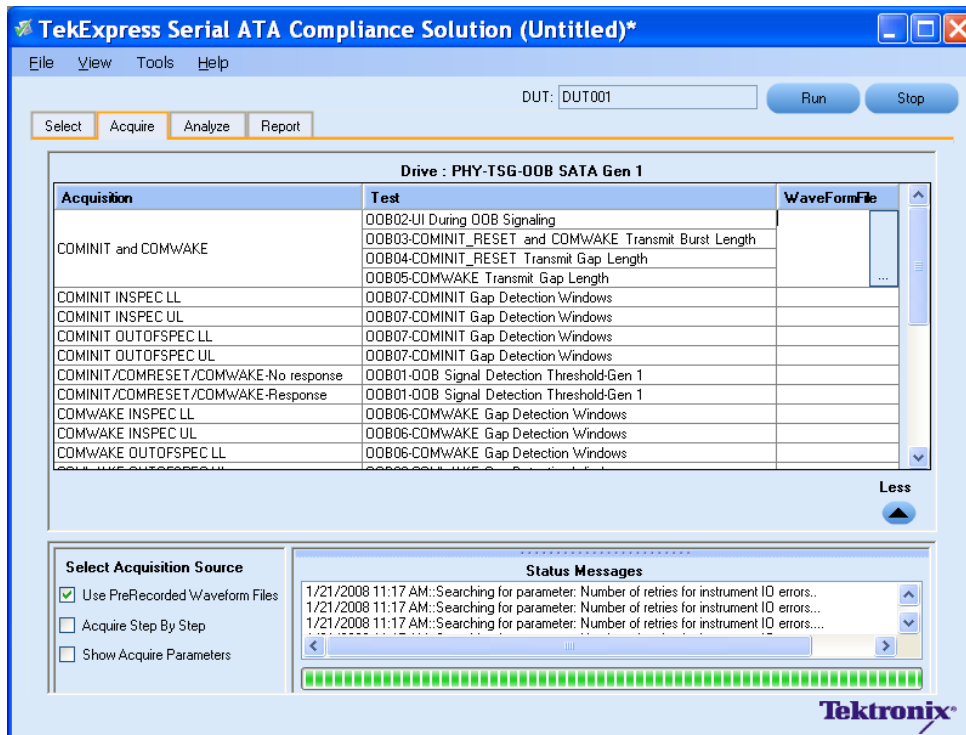 TekExpress Serial ATA Compliance Solution (Untitled)*
File View Tools Help
DUT: DUT001 Run Stop
Select Acquire Analyze Report
Drive : PHY-TSG-OOB SATA Gen 1
Acquisition Test WaveFormFile
COMINIT and COMWAKE
OOB02-UI During OOB Signaling
OOB03-COMINIT_RESET and COMWAKE Transmit Burst Length
OOB04-COMINIT_RESET Transmit Gap Length
OOB05-COMWAKE Transmit Gap Length
...
COMINIT INSPEC LL OOB07-COMINIT Gap Detection Windows
COMINIT INSPEC UL OOB07-COMINIT Gap Detection Windows
COMINIT OUTOFSPEC LL OOB07-COMINIT Gap Detection Windows
COMINIT OUTOFSPEC UL OOB07-COMINIT Gap Detection Windows
COMINIT/COMRESET/COMWAKE-No response OOB01-OOB Signal Detection Threshold-Gen 1
COMINIT/COMRESET/COMWAKE-Response OOB01-OOB Signal Detection Threshold-Gen 1
COMWAKE INSPEC LL OOB06-COMWAKE Gap Detection Windows
COMWAKE INSPEC UL OOB06-COMWAKE Gap Detection Windows
COMWAKE OUTOFSPEC LL OOB06-COMWAKE Gap Detection Windows
Less
Select Acquisition Source
Use PreRecorded Waveform Files
Acquire Step By Step
Show Acquire Parameters
Status Messages
1/21/2008 11:17 AM::Searching for parameter: Number of retries for instrument IO errors..
1/21/2008 11:17 AM::Searching for parameter: Number of retries for instrument IO errors...
1/21/2008 11:17 AM::Searching for parameter: Number of retries for instrument IO errors....
Tektronix